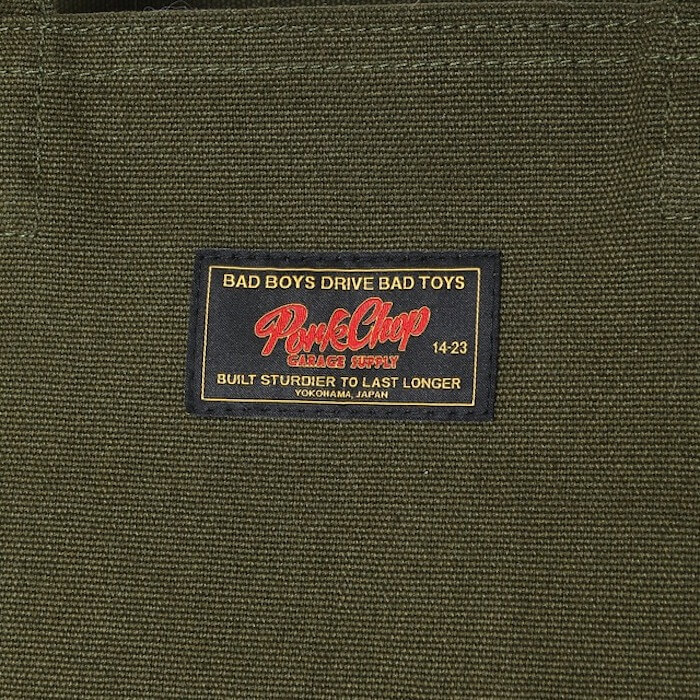 BAD BOYS DRIVE BAD TOYS
PorkChop
GARAGE SUPPLY
14-23
BUILT STURDIER TO LAST LONGER
YOKOHAMA, JAPAN